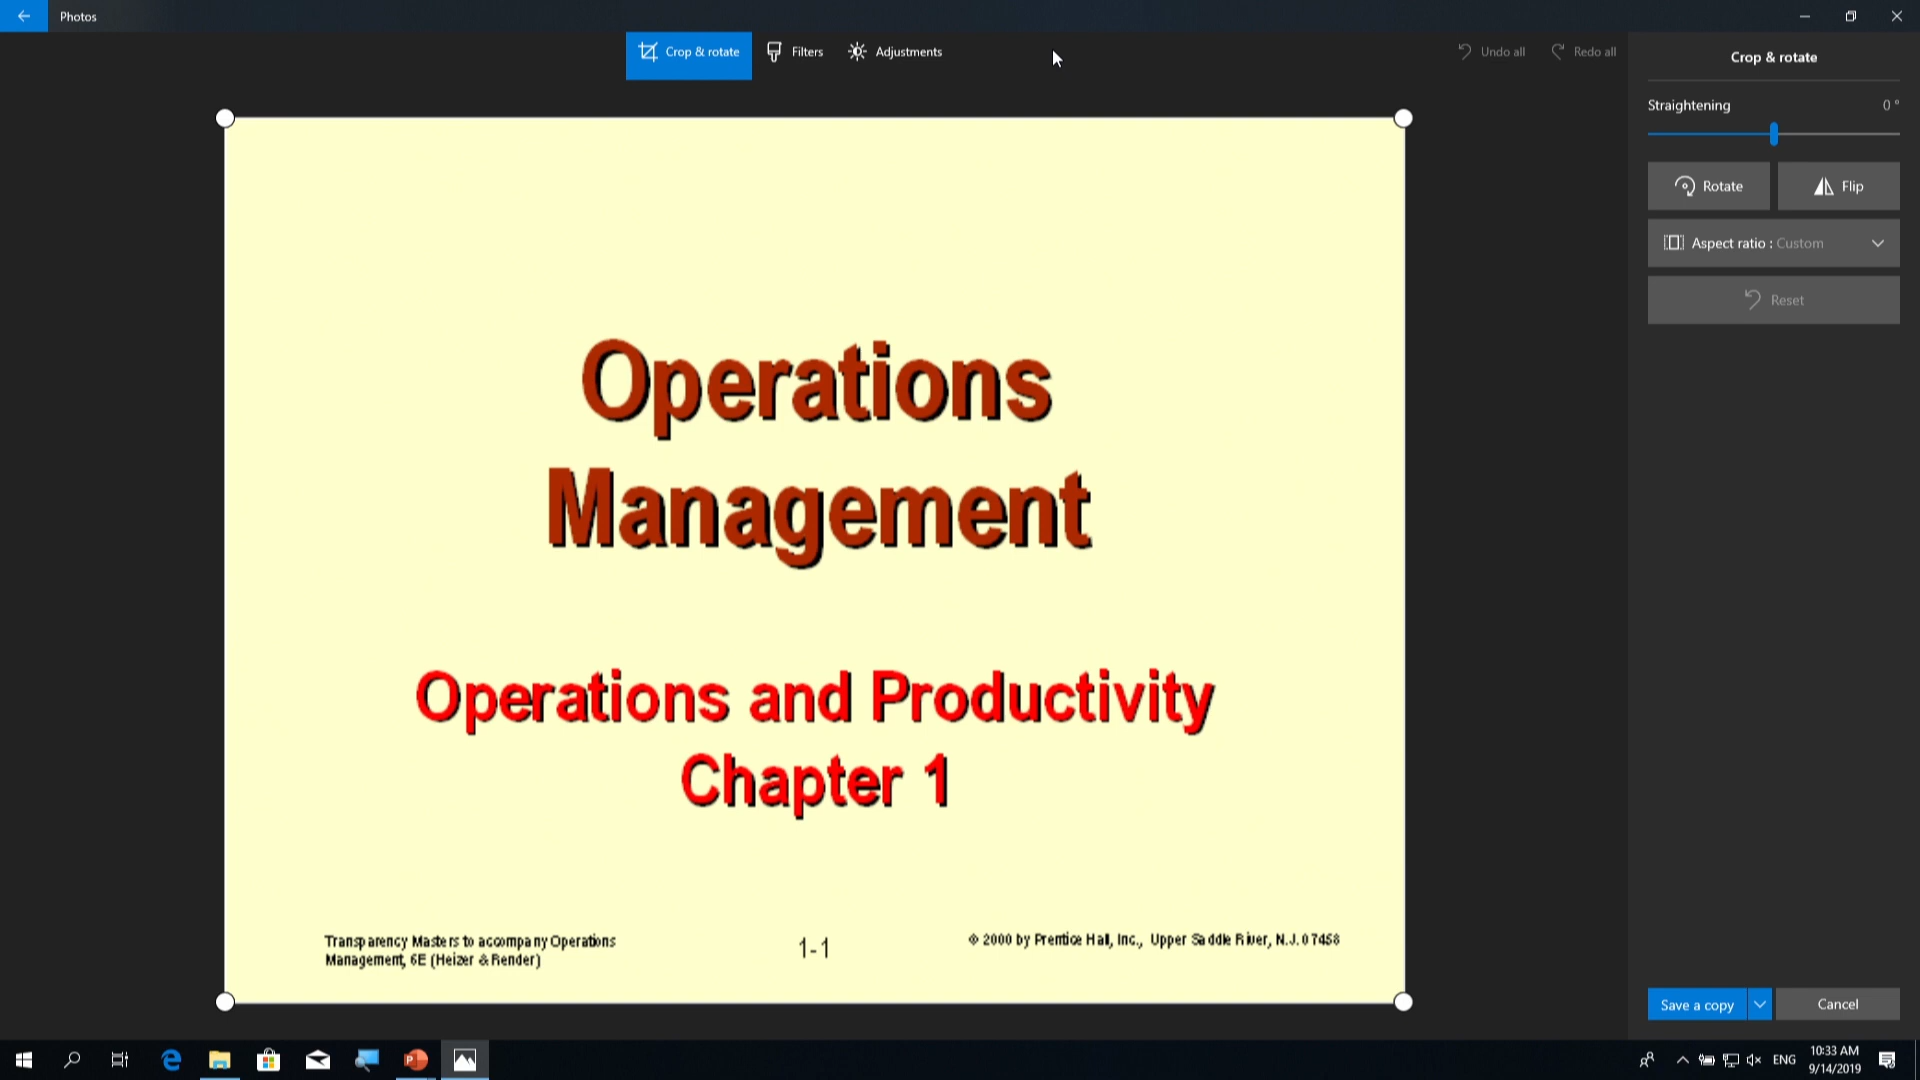 Photos
Crop & rotate
Filters
Adjustments
Undo all
Redo all
Crop & rotate
Straightening
0 °
Rotate
Flip
Aspect ratio : Custom
Reset
Operations
Management
Operations and Productivity
Chapter 1
Transparency Masters to accompany Operations
Management, 6E (Heizer & Render)
1-1
© 2000 by Prentice Hall, Inc., Upper Saddle River, N.J. 07458
Save a copy
Cancel
ENG
10:33 AM
9/14/2019